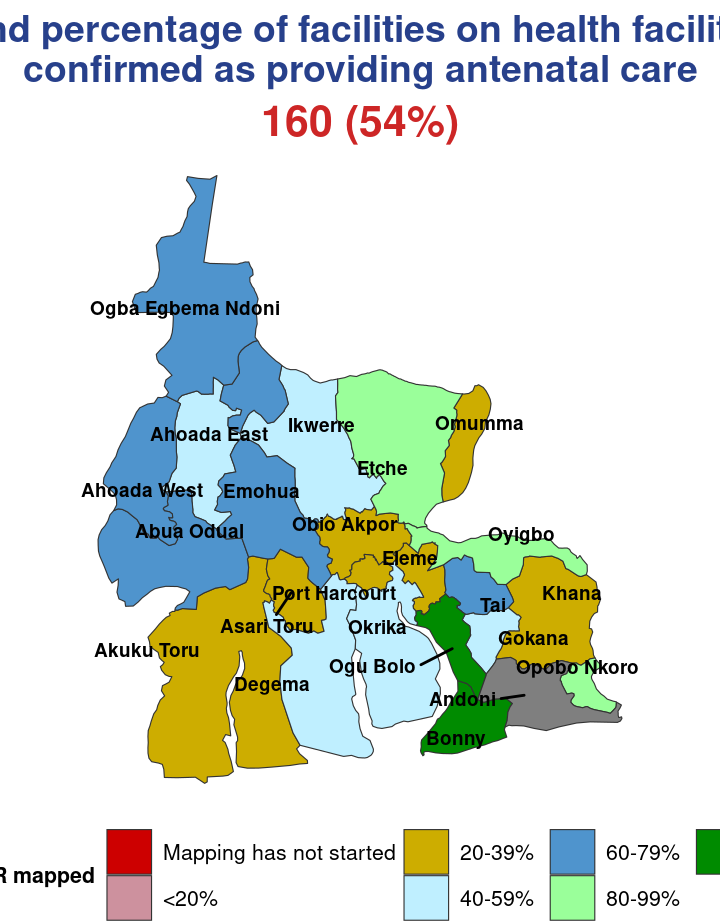 percentage of facilities on health
confirmed as providing antenatal care
160 (54%)
Ogba Egbema Ndoni
Ikwerre
Omumma
Ahoada East
Etche
Ahoada West
Emohua
Obio Akpor
Abua Odual
Oyigbo
Eleme
Port Harcourt
Khana
Tai
Asari Toru
Okrika
Gokana
Akuku Toru
Ogu Bolo
Opobo Nkoro
Degema
Andoni
Bonny
Mapping has not started
20-39%
60-79%
mapped
<20%
40-59%
80-99%